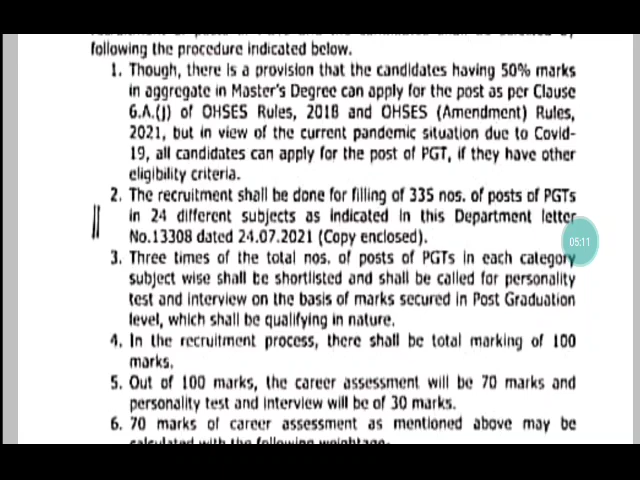 following the procedure indicated below.
1. Though, there is a provision that the candidates having 50% marks
in aggregate in Master's Degree can apply for the post as per Clause
6.A.(j) of OHSES Rules, 2018 and OHSES (Amendment) Rules,
2021, but in view of the current pandemic situation due to Covid-
19, all candidates can apply for the post of PGT, if they have other
eligibility criteria.
2. The recruitment shall be done for filling of 335 nos. of posts of PGTs
in 24 different subjects as indicated in this Department letter
No.13308 dated 24.07.2021 (Copy enclosed).
05:11
3. Three times of the total nos. of posts of PGTs in each category
subject wise shall be shortlisted and shall be called for personality
test and interview on the basis of marks secured in Post Graduation
level, which shall be qualifying in nature.
4. In the recruitment process, there shall be total marking of 100
marks.
5. Out of 100 marks, the career assessment will be 70 marks and
personality test and interview will be of 30 marks.
6. 70 marks of career assessment as mentioned above may be
calculated with the following weightage.